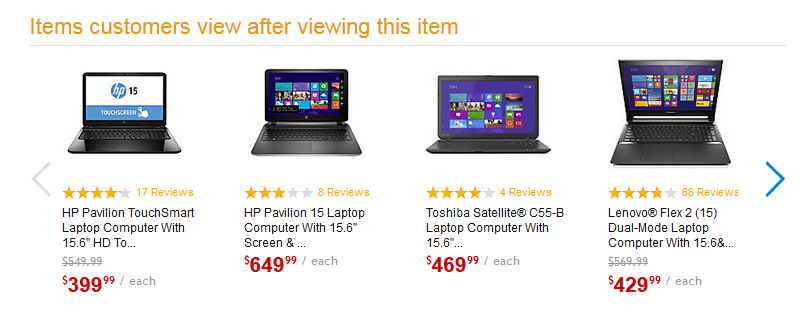 Items customers view after viewing this item
hp 15
TOUCHSCREEN
17 Reviews
HP Pavilion TouchSmart
Laptop Computer With
15.6" HD To...
$549.99
$399.99 / each
8 Reviews
HP Pavilion 15 Laptop
Computer With 15.6"
Screen & ...
$649.99 / each
4 Reviews
Toshiba Satellite® C55-B
Laptop Computer With
15.6"...
$469.99 / each
68 Reviews
Lenovo® Flex 2 (15)
Dual-Mode Laptop
Computer With 15.6&...
$569.99
$429.99 / each